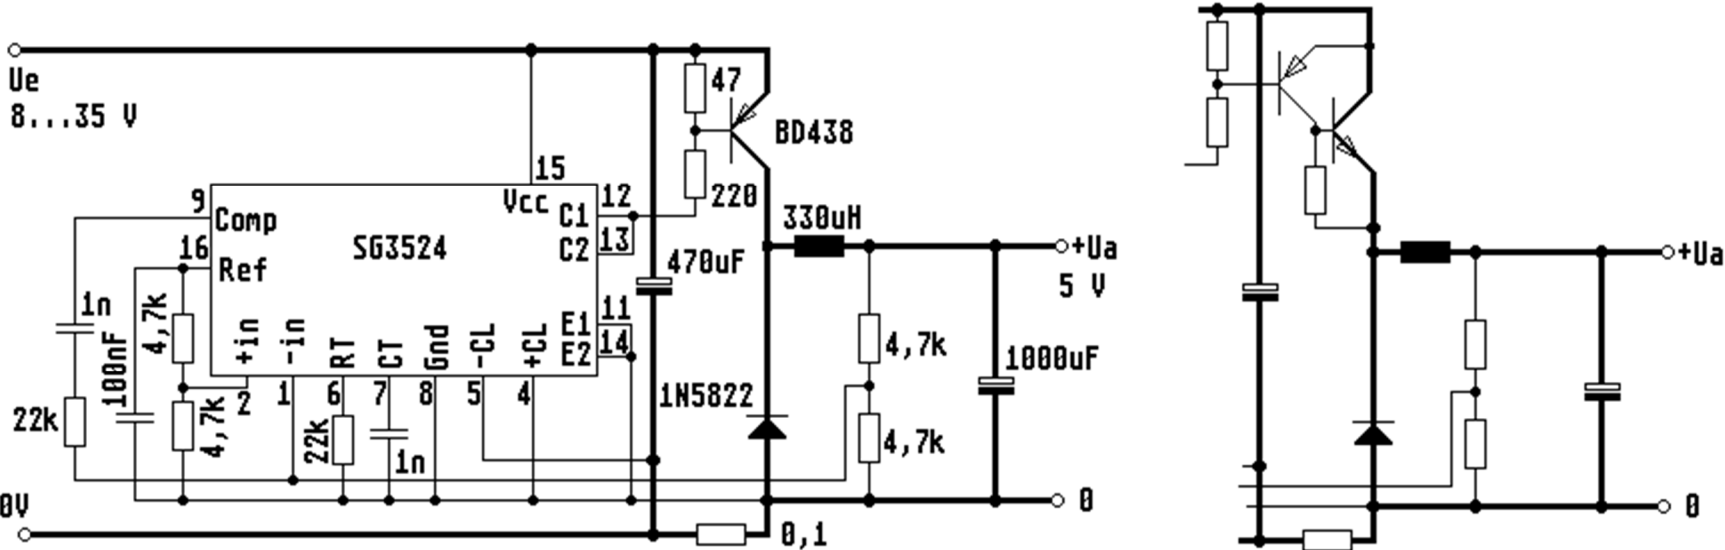 Ue
8...35 V
47
BD438
15
Vcc
12
C1
13
C2
220
330uH
+Ua
5 V
9
Comp
16
Ref
SG3524
470uF
1n
100nF
4,7k
+in
-in
RT
CT
Gnd
-CL
+CL
E1
11
E2
14
2
1
6
7
8
5
4
22k
4,7k
22k
1n
1N5822
4,7k
4,7k
1000uF
0V
0,1
0
+Ua
0